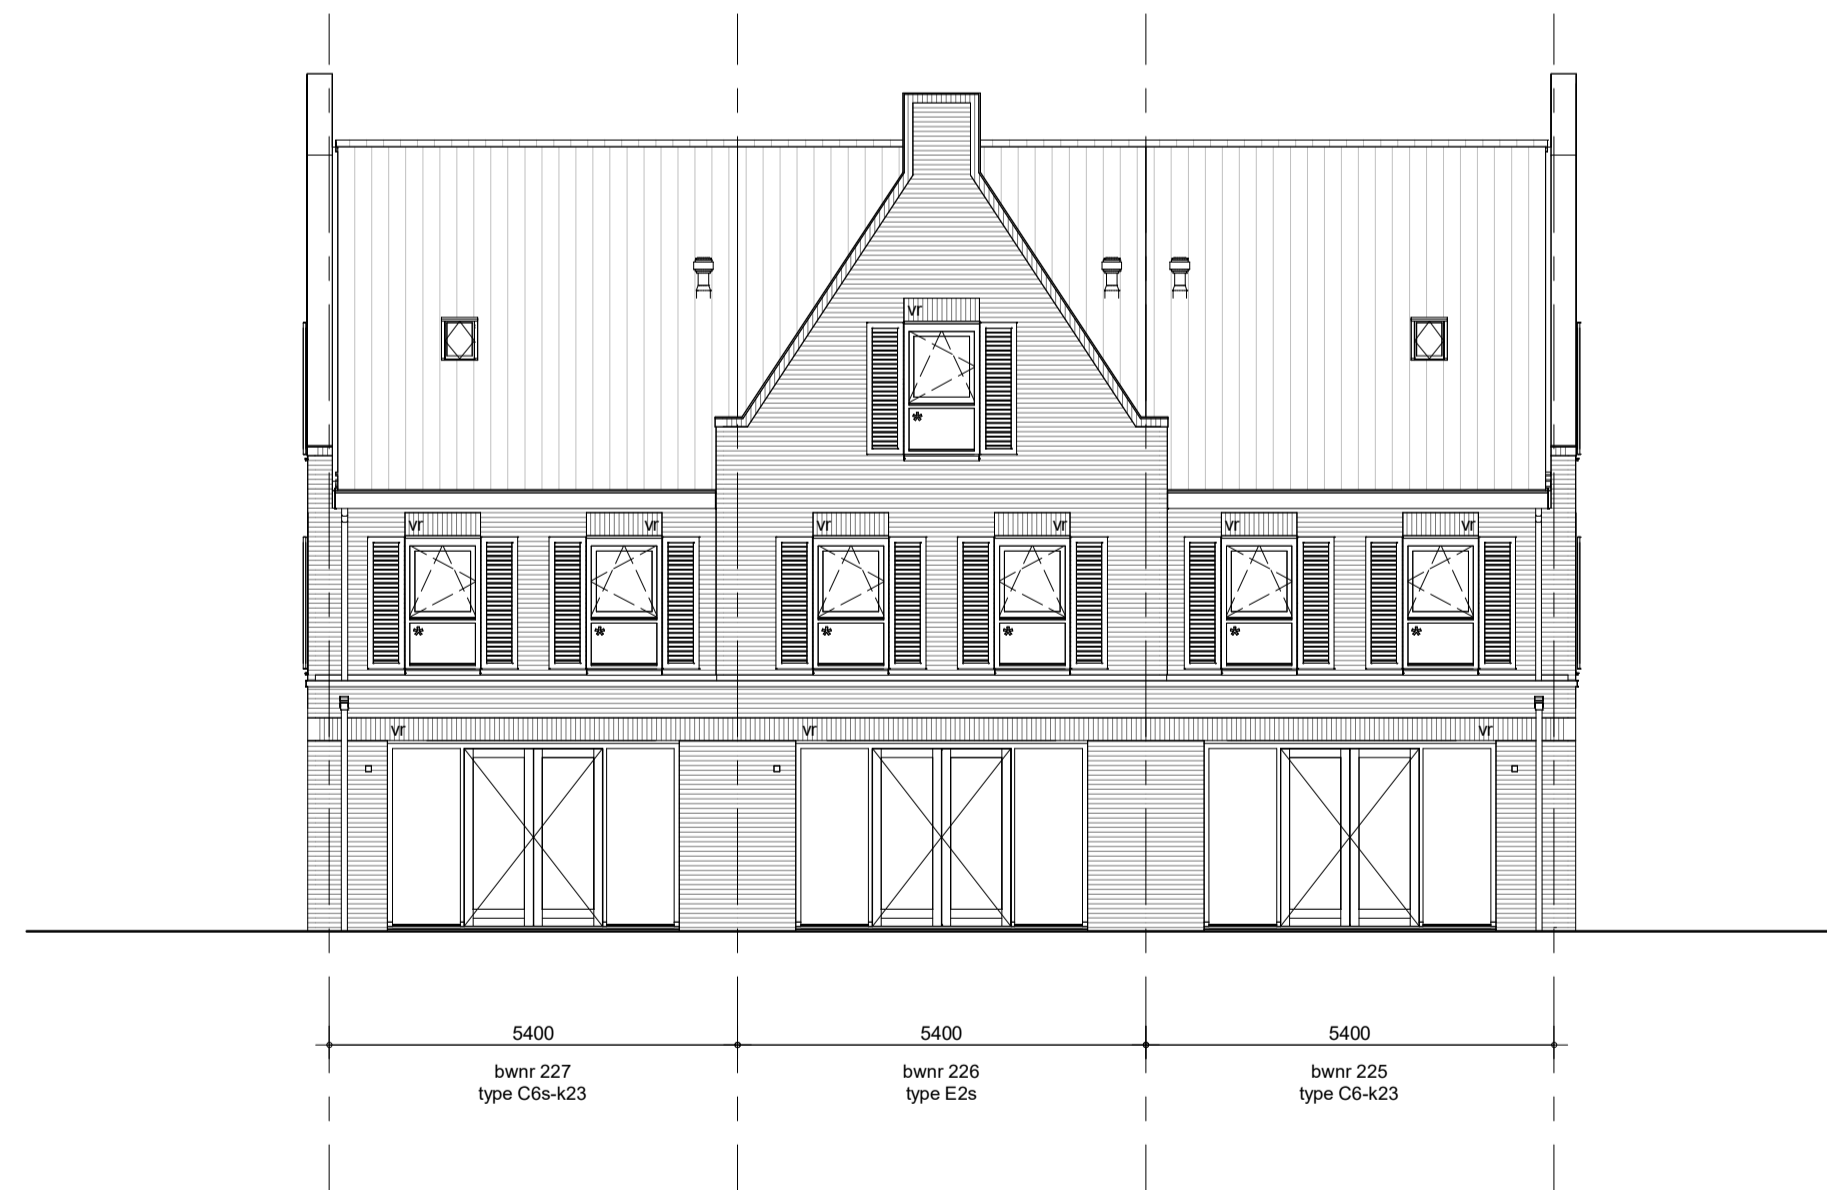 vr
* 
vr vr vr vr vr vr
* * * * * *
vr vr vr
5400 5400 5400
bwnr 227 bwnr 226 bwnr 225
type C6s-k23 type E2s type C6-k23